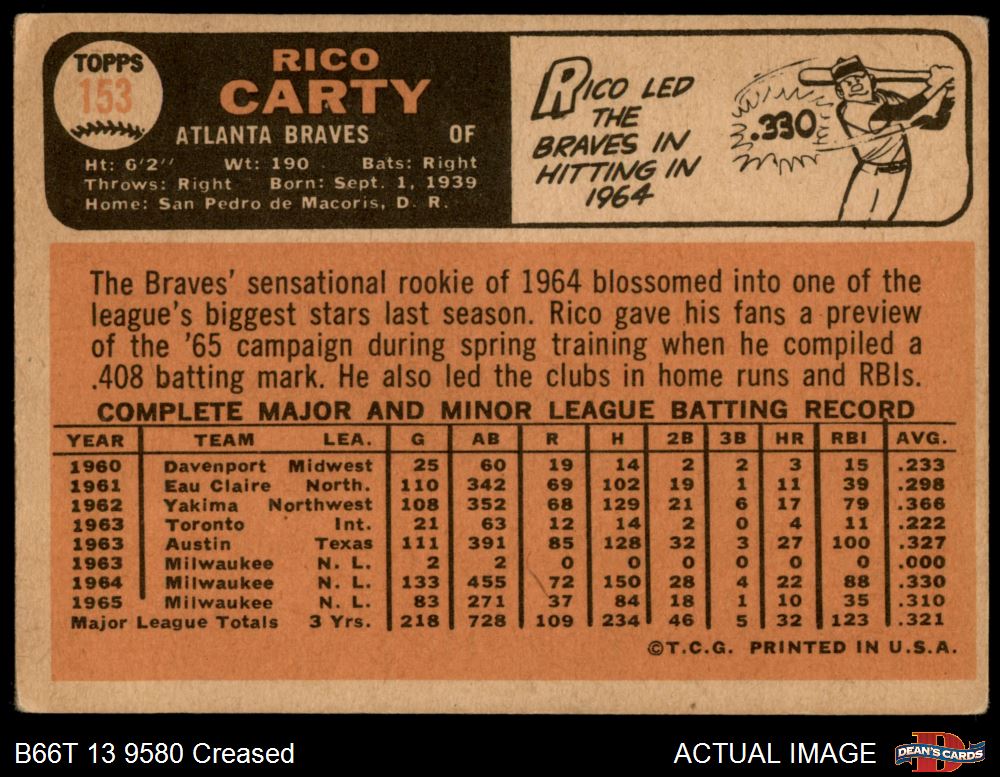 TOPPS
153
RICO
CARTY
ATLANTA BRAVES OF
Ht: 6'2" Wt: 190 Bats: Right
Throws: Right Born: Sept. 1, 1939
Home: San Pedro de Macoris, D. R.
RICO LED
THE
BRAVES IN
HITTING IN
1964
.330
The Braves' sensational rookie of 1964 blossomed into one of the
league's biggest stars last season. Rico gave his fans a preview
of the '65 campaign during spring training when he compiled a
.408 batting mark. He also led the clubs in home runs and RBIs.
COMPLETE MAJOR AND MINOR LEAGUE BATTING RECORD
YEAR TEAM LEA. G AB R H 2B 3B HR RBI AVG.
1960 Davenport Midwest 25 60 19 14 2 2 3 15 .233
1961 Eau Claire North. 110 342 69 102 19 1 11 39 .298
1962 Yakima Northwest 108 352 68 129 21 6 17 79 .366
1963 Toronto Int. 21 63 12 14 2 0 4 11 .222
1963 Austin Texas 111 391 85 128 32 3 27 100 .327
1963 Milwaukee N. L. 2 2 0 0 0 0 0 0 .000
1964 Milwaukee N. L. 133 455 72 150 28 4 22 88 .330
1965 Milwaukee N. L. 83 271 37 84 18 1 10 35 .310
Major League Totals 3 Yrs. 218 728 109 234 46 5 32 123 .321
©T.C.G. PRINTED IN U.S.A.
B66T 13 9580 Creased
ACTUAL IMAGE
D
DEAN'S CARDS